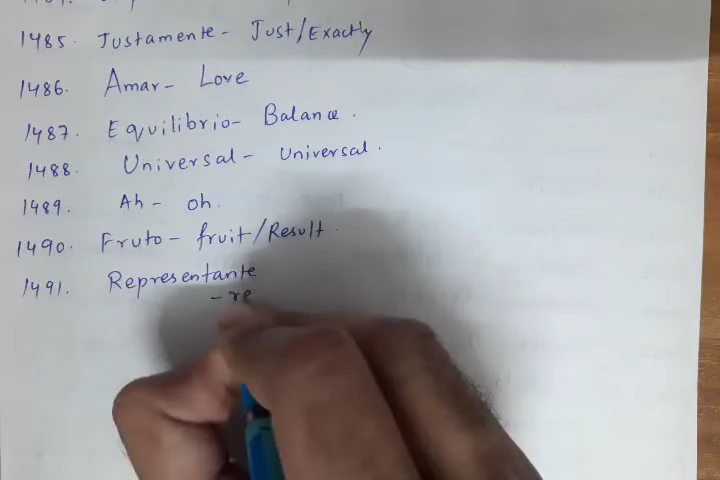 1485. Justamente - Just/Exactly
1486. Amar - Love
1487. Equilibrio - Balance.
1488. Universal - Universal.
1489. Ah - oh.
1490. Fruto - fruit/Result.
1491. Representante
- re